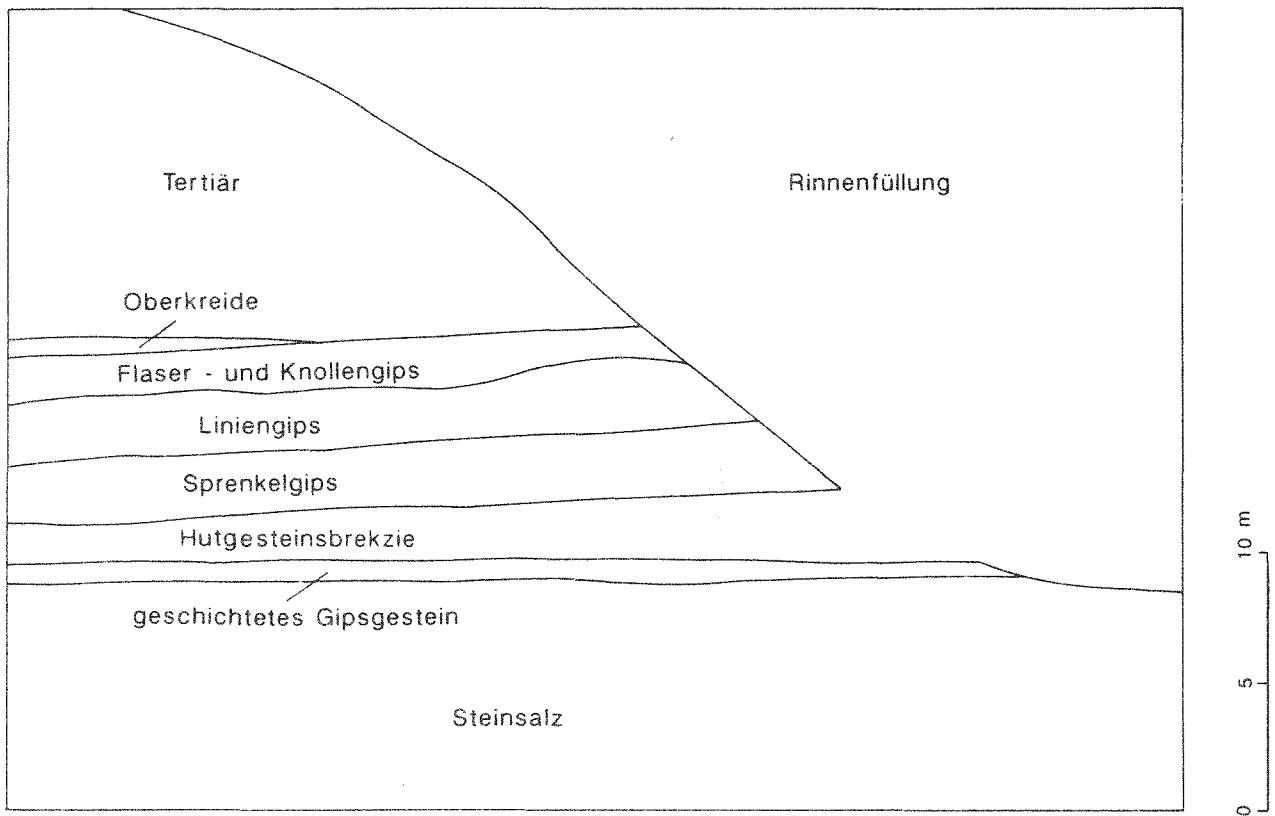 Tertiär
Rinnenfüllung
Oberkreide
Flaser - und Knollengips
Liniengips
Sprenkelgips
Hutgesteinsbrekzie
geschichtetes Gipsgestein
Steinsalz
10 m
5
0